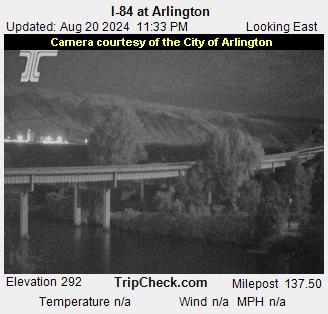 I-84 at Arlington
Updated: Aug 20 2024 11:33 PM Looking East
Camera courtesy of the City of Arlington
Elevation 292 TripCheck.com Milepost 137.50
Temperature n/a Wind n/a MPH n/a